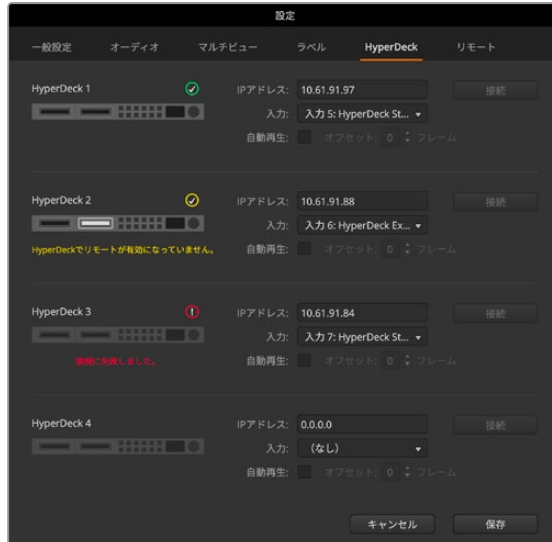 設定
一般設定 オーディオ マルチビュー ラベル HyperDeck リモート
HyperDeck 1
IPアドレス: 10.61.91.97 接続
入力: 入力 5: HyperDeck St...
自動再生: オフセット: 0 フレーム
HyperDeck 2
IPアドレス: 10.61.91.88 接続
入力: 入力 6: HyperDeck Ex...
HyperDeckでリモートが有効になっていません。
自動再生: オフセット: 0 フレーム
HyperDeck 3
IPアドレス: 10.61.91.84 接続
入力: 入力 7: HyperDeck St...
接続に失敗しました。
自動再生: オフセット: 0 フレーム
HyperDeck 4
IPアドレス: 0.0.0.0 接続
入力: (なし)
自動再生: オフセット: 0 フレーム
キャンセル 保存